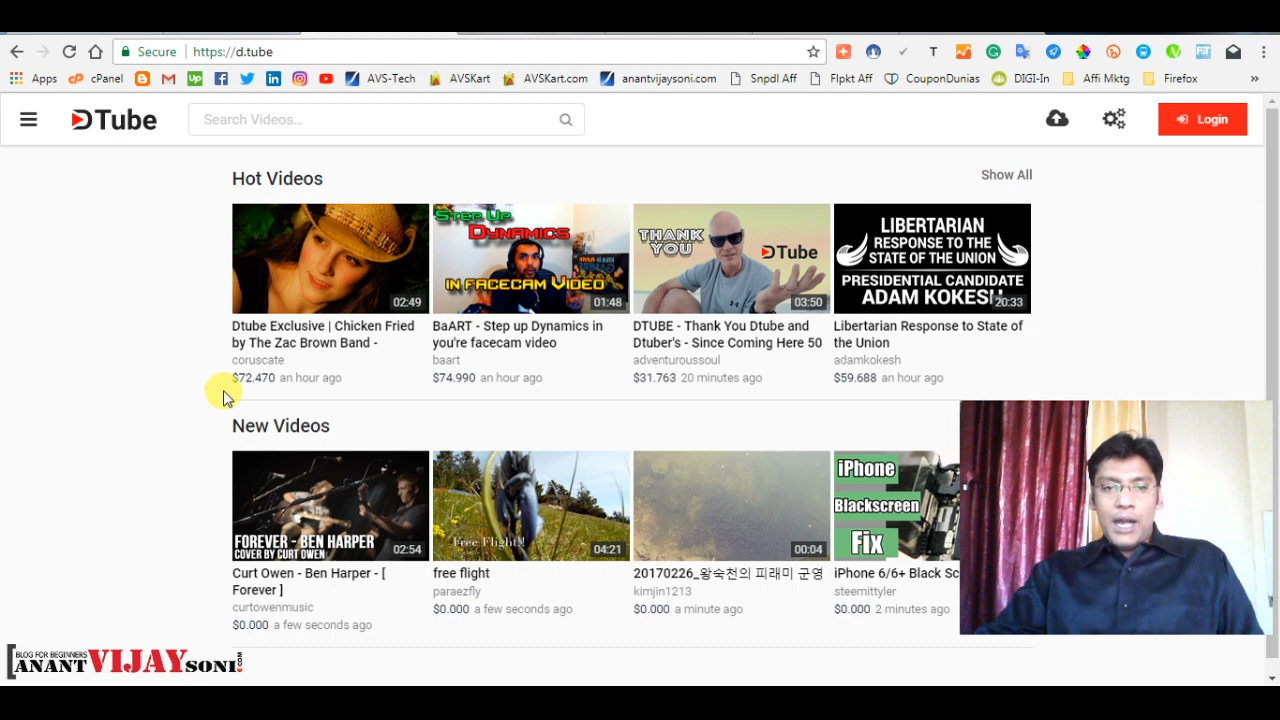 Secure https://d.tube
Apps cPanel AVS-Tech AVSKart AVSKart.com anantvijaysoni.com Snpdl Aff Flpkt Aff CouponDunias DIGI-In Affi Mktg Firefox »
DTube
Search Videos...
Login
Hot Videos
Show All
02:49
STEP UP
DYNAMICS
IN FACECAM VIDEO
01:48
THANK
YOU
DTube
03:50
LIBERTARIAN
RESPONSE TO THE
STATE OF THE UNION
PRESIDENTIAL CANDIDATE
ADAM KOKESH
20:33
Dtube Exclusive | Chicken Fried
by The Zac Brown Band -
coruscate
$72.470 an hour ago
BaART - Step up Dynamics in
you're facecam video
baart
$74.990 an hour ago
DTUBE - Thank You Dtube and
Dtuber's - Since Coming Here 50
adventuroussoul
$31.763 20 minutes ago
Libertarian Response to State of
the Union
adamkokesh
$59.688 an hour ago
New Videos
FOREVER - BEN HARPER
COVER BY CURT OWEN
02:54
Free Flight!!
04:21
00:04
iPhone
Blackscreen
Fix
Curt Owen - Ben Harper - [
Forever ]
curtowenmusic
$0.000 a few seconds ago
free flight
paraezfly
$0.000 a few seconds ago
20170226_왕숙천의 피래미 군영
kimjin1213
$0.000 a minute ago
iPhone 6/6+ Black Sc
steemittyler
$0.000 2 minutes ago
BLOG FOR BEGINNERS
ANANTVIJAYSONI.COM